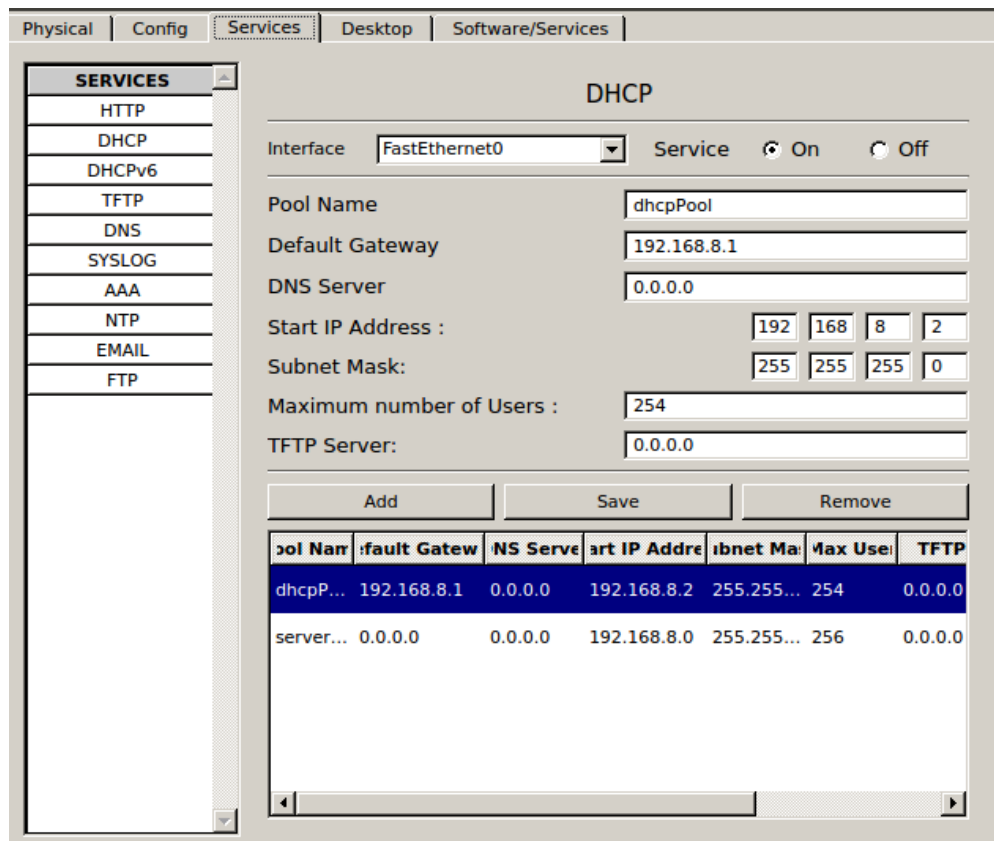 Physical Config Services Desktop Software/Services
SERVICES
HTTP
DHCP
DHCPv6
TFTP
DNS
SYSLOG
AAA
NTP
EMAIL
FTP
DHCP
Interface FastEthernet0 Service On Off
Pool Name dhcpPool
Default Gateway 192.168.8.1
DNS Server 0.0.0.0
Start IP Address : 192 168 8 2
Subnet Mask: 255 255 255 0
Maximum number of Users : 254
TFTP Server: 0.0.0.0
Add Save Remove
ool Nam fault Gatew NS Serve art IP Addre bnet Ma Max User TFTP
dhcpP... 192.168.8.1 0.0.0.0 192.168.8.2 255.255... 254 0.0.0.0
server... 0.0.0.0 0.0.0.0 192.168.8.0 255.255... 256 0.0.0.0